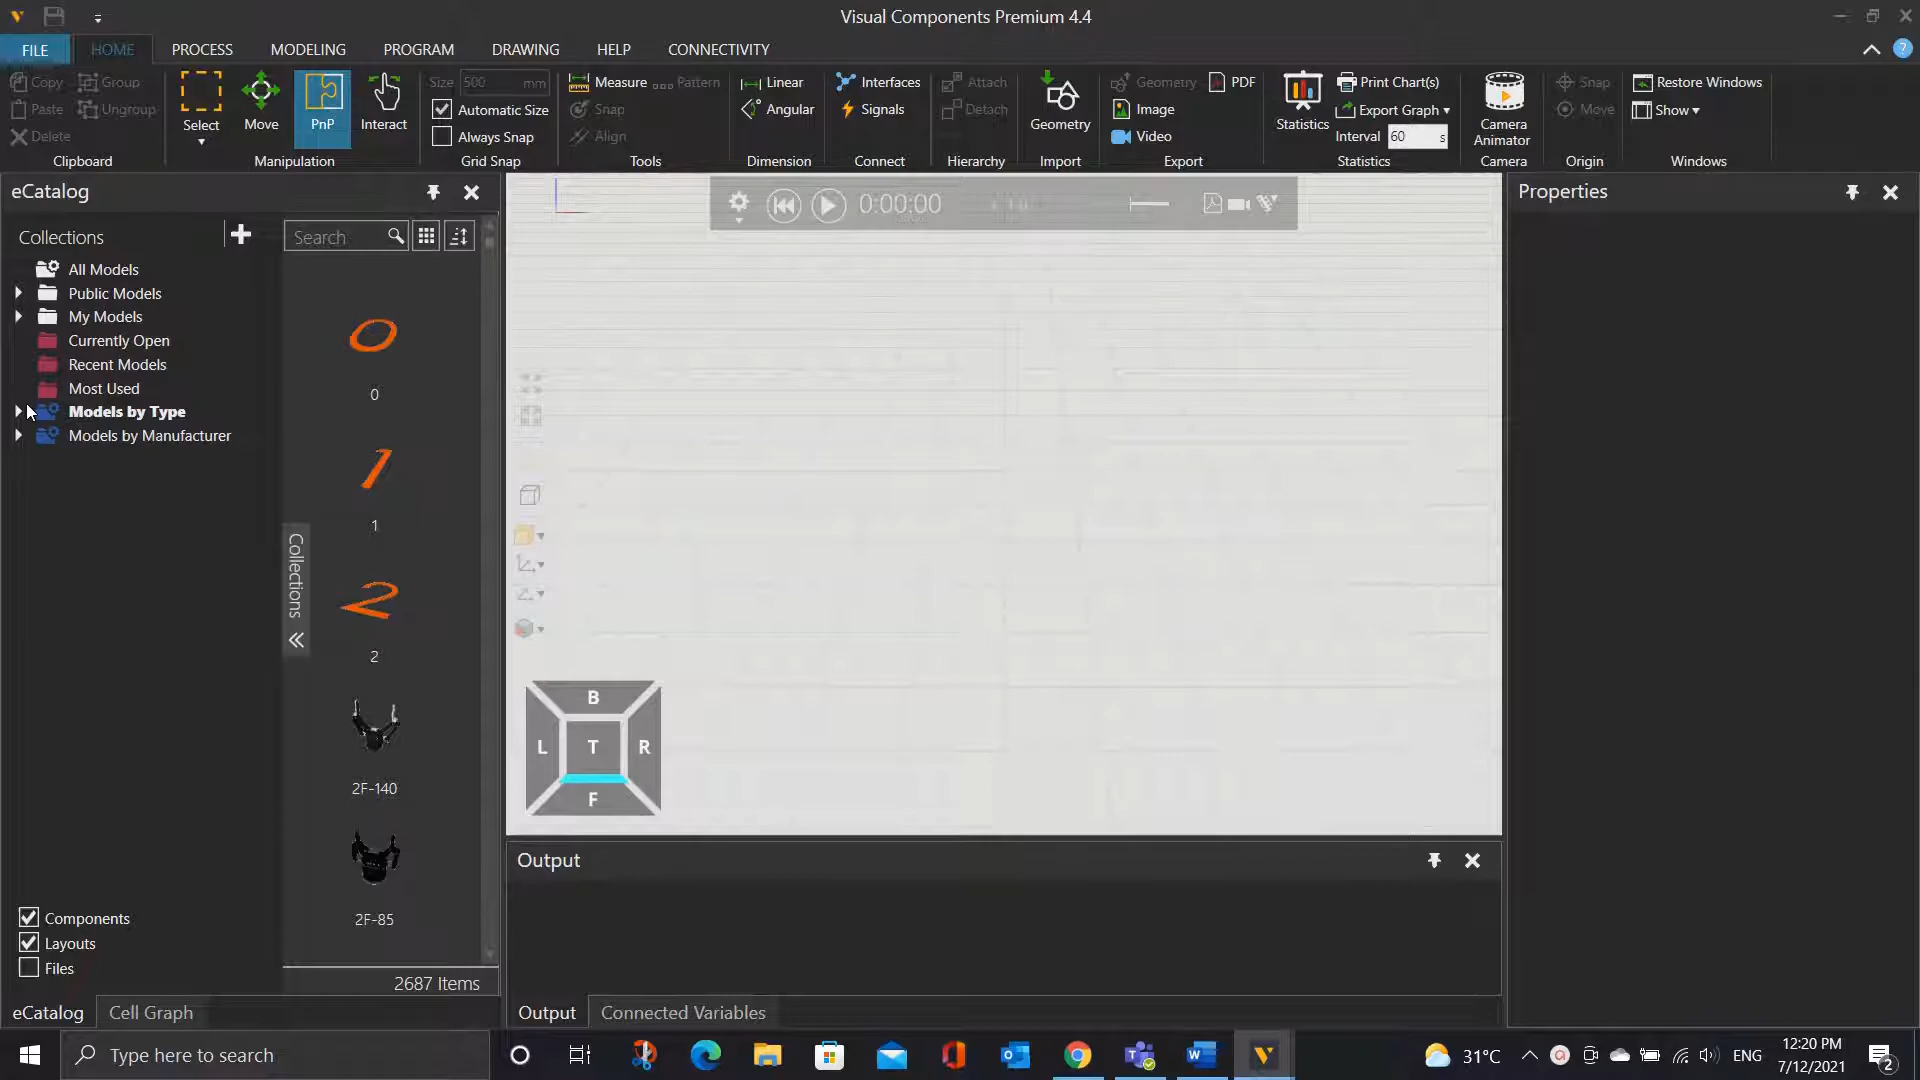 Visual Components Premium 4.4
FILE HOME PROCESS MODELING PROGRAM DRAWING HELP CONNECTIVITY
Copy Group Size 500 mm Measure Pattern Linear Interfaces Attach Geometry PDF Print Chart(s) Snap Restore Windows
Paste Ungroup Select Move PnP Interact Automatic Size Snap Angular Signals Detach Geometry Image Statistics Export Graph Camera Animator Move Show
Delete Always Snap Align Video Interval 60 s
Clipboard Manipulation Grid Snap Tools Dimension Connect Hierarchy Import Export Statistics Camera Origin Windows
eCatalog
Properties
0:00:00
Collections
Search
All Models
Public Models
My Models
Currently Open
Recent Models
Most Used
Models by Type
Models by Manufacturer
0
0
1
1
2
2
2F-140
2F-85
Collections
B
L T R
F
Output
Components
Layouts
Files
2687 Items
eCatalog Cell Graph
Output Connected Variables
Type here to search
31°C
ENG
12:20 PM
7/12/2021
2